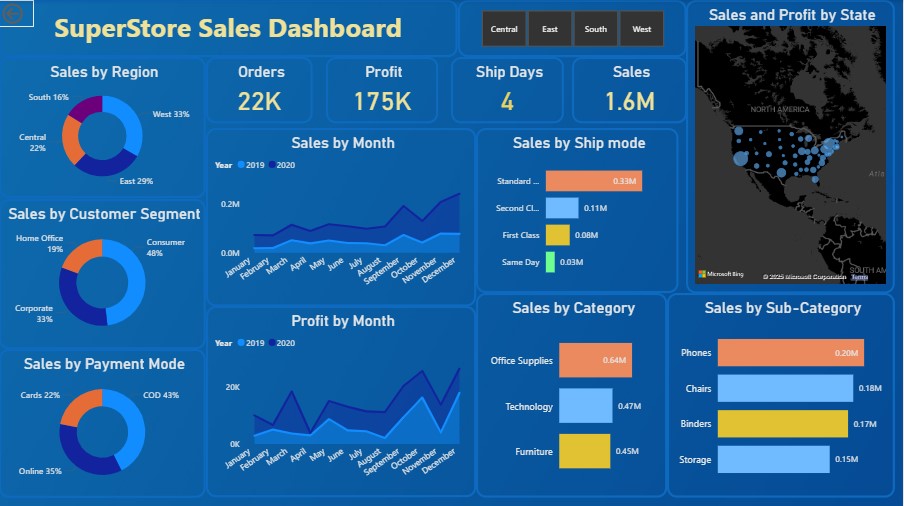 SuperStore Sales Dashboard
Central
East
South
West
Sales and Profit by State
Sales by Region
South 16%
West 33%
Central
22%
East 29%
Orders
22K
Profit
175K
Ship Days
4
Sales
1.6M
Sales by Month
Year 2019 2020
0.2M
0.0M
January
February
March
April
May
June
July
August
September
October
November
December
Sales by Ship mode
Standard ...
0.33M
Second Cl...
0.11M
First Class
0.08M
Same Day
0.03M
NORTH AMERICA
Atla
SOUTH AM
Microsoft Bing
© 2025 Microsoft Corporation Terms
Sales by Customer Segment
Home Office
19%
Consumer
48%
Corporate
33%
Profit by Month
Year 2019 2020
20K
0K
January
February
March
April
May
June
July
August
September
October
November
December
Sales by Category
Office Supplies
0.64M
Technology
0.47M
Furniture
0.45M
Sales by Sub-Category
Phones
0.20M
Chairs
0.18M
Binders
0.17M
Storage
0.15M
Sales by Payment Mode
Cards 22%
COD 43%
Online 35%